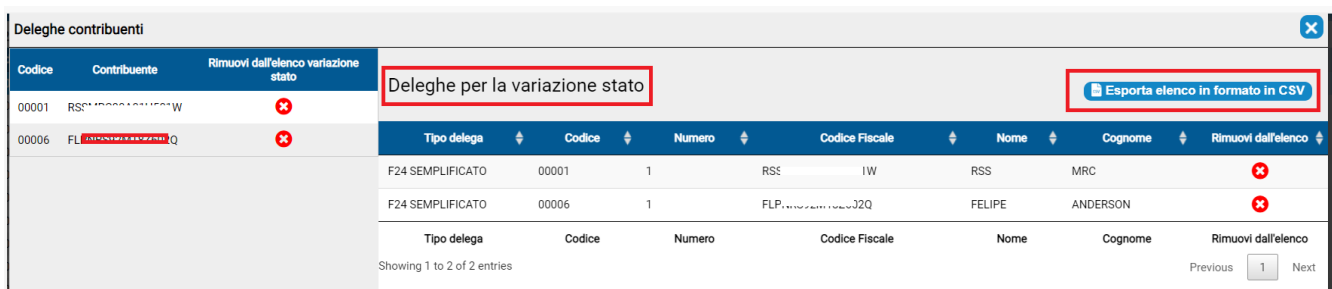 Deleghe contribuenti
Codice Contribuente Rimuovi dall'elenco variazione stato
00001
00006
Deleghe per la variazione stato
Esporta elenco in formato in CSV
Tipo delega Codice Numero Codice Fiscale Nome Cognome Rimuovi dall'elenco
F24 SEMPLIFICATO 00001 1 RSS 1W RSS MRC
F24 SEMPLIFICATO 00006 1 FELIPE ANDERSON
Tipo delega Codice Numero Codice Fiscale Nome Cognome Rimuovi dall'elenco
Showing 1 to 2 of 2 entries
Previous 1 Next